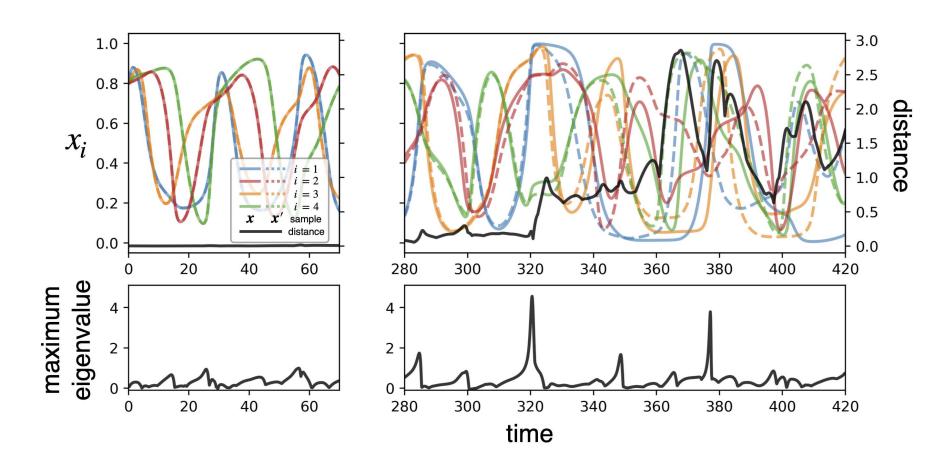 1.0
0.8
0.6
0.4
0.2
0.0
x_i
i = 1
i = 2
i = 3
i = 4
x x′ sample
distance
0 20 40 60
3.0
2.5
2.0
1.5
1.0
0.5
0.0
distance
280 300 320 340 360 380 400 420
maximum
eigenvalue
4
2
0
0 20 40 60
4
2
0
280 300 320 340 360 380 400 420
time